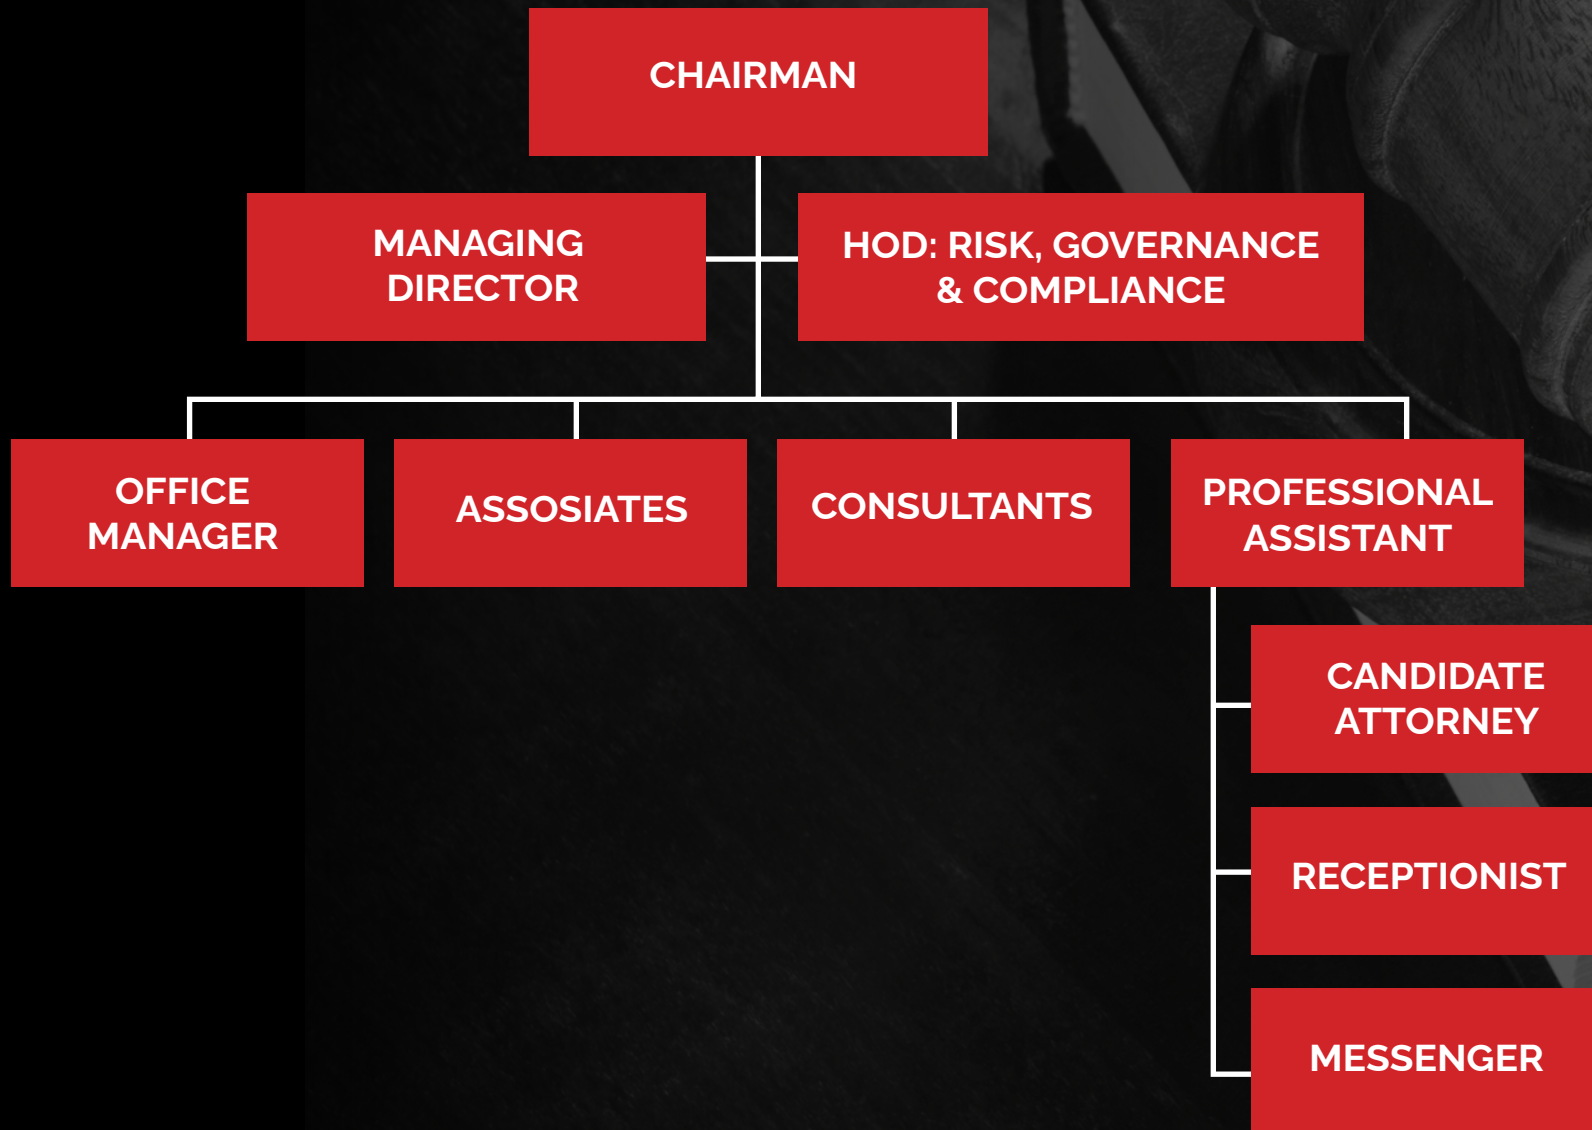 CHAIRMAN
MANAGING
DIRECTOR
HOD: RISK, GOVERNANCE
& COMPLIANCE
OFFICE
MANAGER
ASSOSIATES
CONSULTANTS
PROFESSIONAL
ASSISTANT
CANDIDATE
ATTORNEY
RECEPTIONIST
MESSENGER